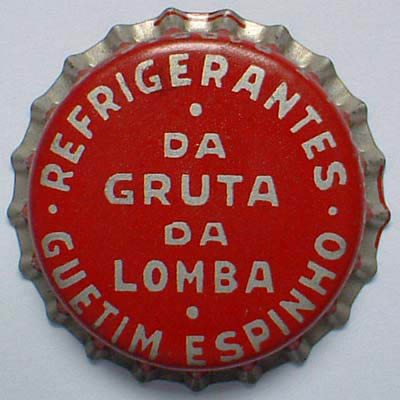 REFRIGERANTES
DA
GRUTA
DA
LOMBA
GUETIM ESPINHO